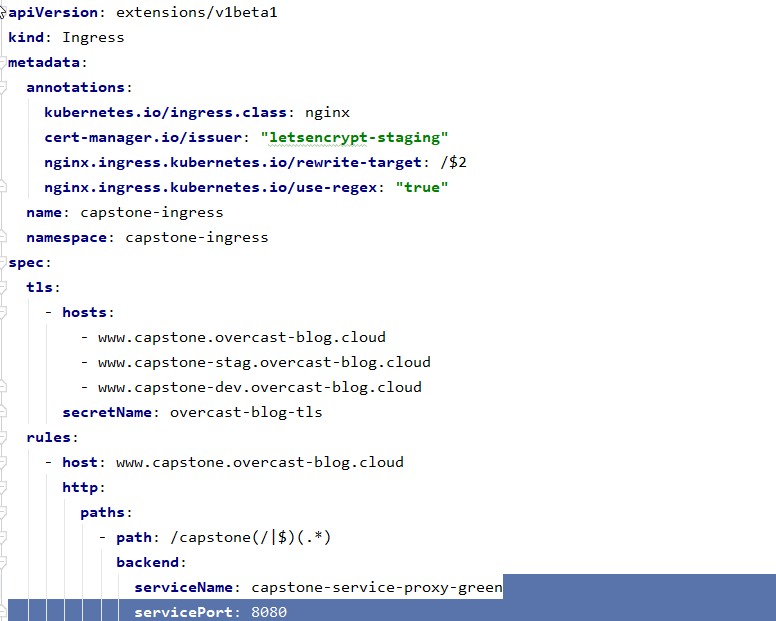 apiVersion: extensions/v1beta1
kind: Ingress
metadata:
  annotations:
    kubernetes.io/ingress.class: nginx
    cert-manager.io/issuer: "letsencrypt-staging"
    nginx.ingress.kubernetes.io/rewrite-target: /$2
    nginx.ingress.kubernetes.io/use-regex: "true"
  name: capstone-ingress
  namespace: capstone-ingress
spec:
  tls:
    - hosts:
        - www.capstone.overcast-blog.cloud
        - www.capstone-stag.overcast-blog.cloud
        - www.capstone-dev.overcast-blog.cloud
      secretName: overcast-blog-tls
  rules:
    - host: www.capstone.overcast-blog.cloud
      http:
        paths:
          - path: /capstone(/|$)(.*)
            backend:
              serviceName: capstone-service-proxy-green
              servicePort: 8080